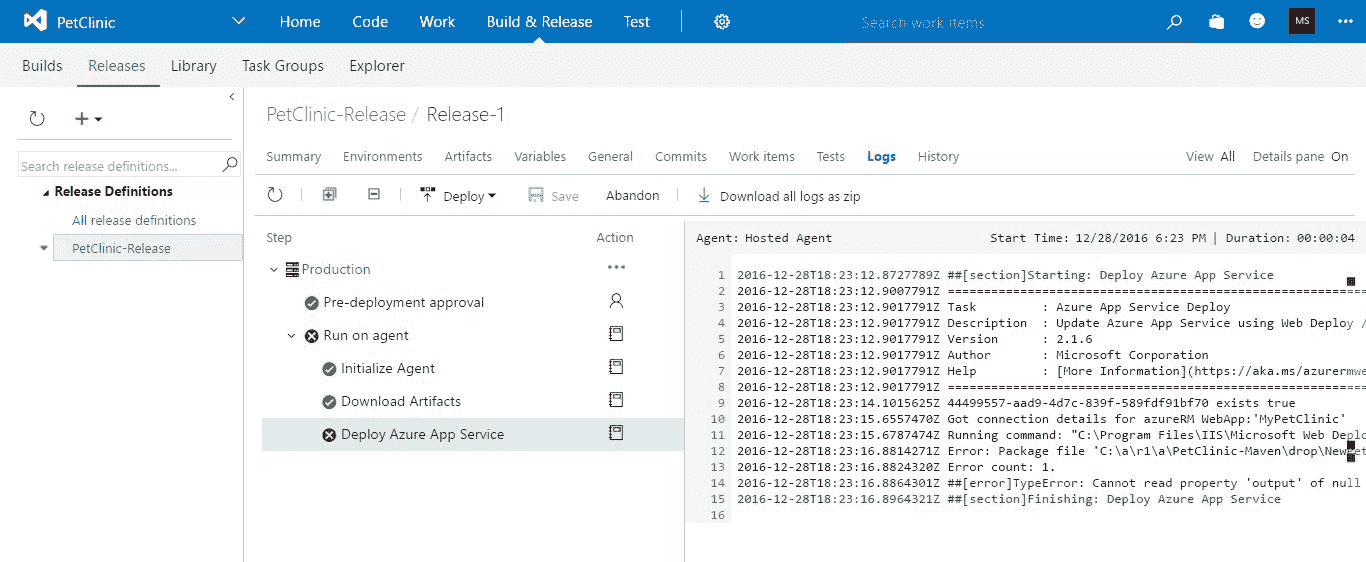 PetClinic Home Code Work Build & Release Test Search work items MS
Builds Releases Library Task Groups Explorer
PetClinic-Release / Release-1
Summary Environments Artifacts Variables General Commits Work items Tests Logs History View All Details pane On
Search release definitions...
Release Definitions
All release definitions
PetClinic-Release
Deploy Save Abandon Download all logs as zip
Step Action
Production
Pre-deployment approval
Run on agent
Initialize Agent
Download Artifacts
Deploy Azure App Service
Agent: Hosted Agent Start Time: 12/28/2016 6:23 PM | Duration: 00:00:04
1 2016-12-28T18:23:12.8727789Z ##[section]Starting: Deploy Azure App Service
2 2016-12-28T18:23:12.9007791Z ==========================================================
3 2016-12-28T18:23:12.9017791Z Task : Azure App Service Deploy
4 2016-12-28T18:23:12.9017791Z Description : Update Azure App Service using Web Deploy /
5 2016-12-28T18:23:12.9017791Z Version : 2.1.6
6 2016-12-28T18:23:12.9017791Z Author : Microsoft Corporation
7 2016-12-28T18:23:12.9017791Z Help : [More Information](https://aka.ms/azurermwe
8 2016-12-28T18:23:12.9017791Z ==========================================================
9 2016-12-28T18:23:14.1015625Z 44499557-aad9-4d7c-839f-589fdf91bf70 exists true
10 2016-12-28T18:23:15.6557470Z Got connection details for azureRM WebApp:'MyPetClinic'
11 2016-12-28T18:23:15.6787474Z Running command: "C:\Program Files\IIS\Microsoft Web Deplo
12 2016-12-28T18:23:16.8814271Z Error: Package file 'C:\a\r1\a\PetClinic-Maven\drop\New
13 2016-12-28T18:23:16.8824320Z Error count: 1.
14 2016-12-28T18:23:16.8864301Z ##[error]TypeError: Cannot read property 'output' of null
15 2016-12-28T18:23:16.8964321Z ##[section]Finishing: Deploy Azure App Service
16